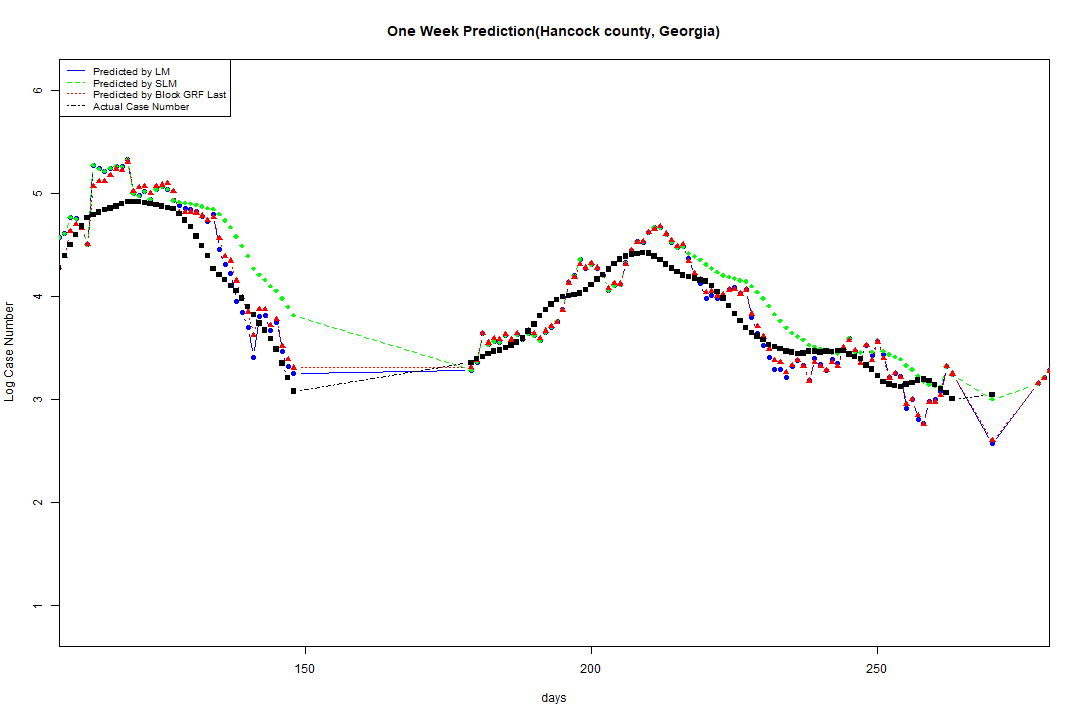 One Week Prediction(Hancock county, Georgia)
Predicted by LM
Predicted by SLM
Predicted by Block GRF Last
Actual Case Number
6
5
4
3
2
1
Log Case Number
150
200
250
days